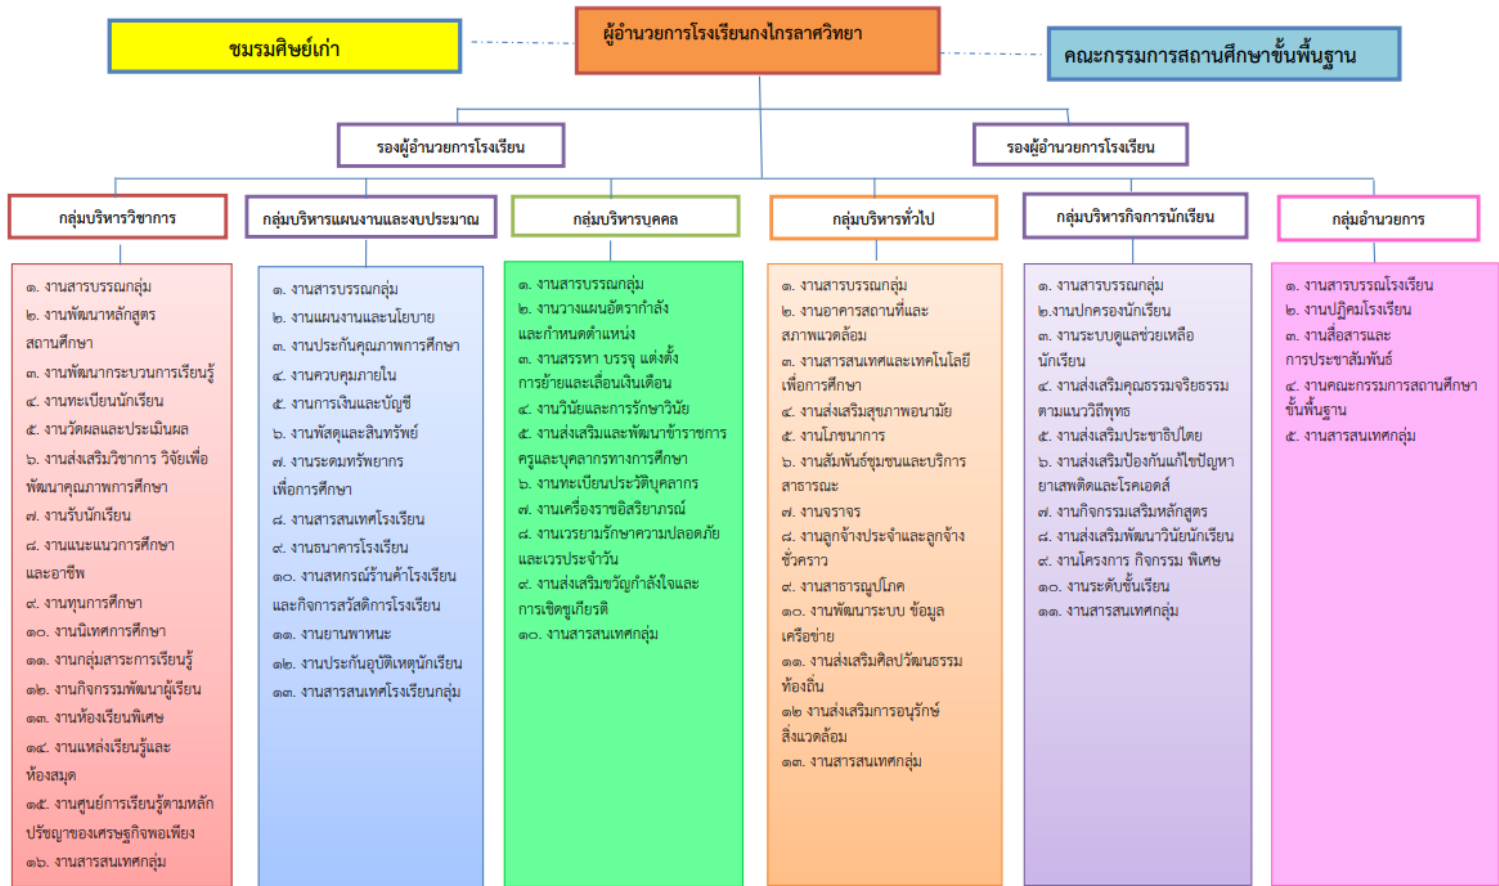 ชมรมศิษย์เก่า
ผู้อำนวยการโรงเรียนกงไกรลาศวิทยา
คณะกรรมการสถานศึกษาขั้นพื้นฐาน
รองผู้อำนวยการโรงเรียน
รองผู้อำนวยการโรงเรียน
กลุ่มบริหารวิชาการ
๑. งานสารบรรณกลุ่ม
๒. งานพัฒนาหลักสูตร
สถานศึกษา
๓. งานพัฒนากระบวนการเรียนรู้
๔. งานทะเบียนนักเรียน
๕. งานวัดผลและประเมินผล
๖. งานส่งเสริมวิชาการ วิจัยเพื่อ
พัฒนาคุณภาพการศึกษา
๗. งานรับนักเรียน
๘. งานแนะแนวการศึกษา
และอาชีพ
๙. งานทุนการศึกษา
๑๐. งานนิเทศการศึกษา
๑๑. งานกลุ่มสาระการเรียนรู้
๑๒. งานกิจกรรมพัฒนาผู้เรียน
๑๓. งานห้องเรียนพิเศษ
๑๔. งานแหล่งเรียนรู้และ
ห้องสมุด
๑๕. งานศูนย์การเรียนรู้ตามหลัก
ปรัชญาของเศรษฐกิจพอเพียง
๑๖. งานสารสนเทศกลุ่ม
กลุ่มบริหารแผนงานและงบประมาณ
๑. งานสารบรรณกลุ่ม
๒. งานแผนงานและนโยบาย
๓. งานประกันคุณภาพการศึกษา
๔. งานควบคุมภายใน
๕. งานการเงินและบัญชี
๖. งานพัสดุและสินทรัพย์
๗. งานระดมทรัพยากร
เพื่อการศึกษา
๘. งานสารสนเทศโรงเรียน
๙. งานธนาคารโรงเรียน
๑๐. งานสหกรณ์ร้านค้าโรงเรียน
และกิจการสวัสดิการโรงเรียน
๑๑. งานยานพาหนะ
๑๒. งานประกันอุบัติเหตุนักเรียน
๑๓. งานสารสนเทศโรงเรียนกลุ่ม
กลุ่มบริหารบุคคล
๑. งานสารบรรณกลุ่ม
๒. งานวางแผนอัตรากำลัง
และกำหนดตำแหน่ง
๓. งานสรรหา บรรจุ แต่งตั้ง
การย้ายและเลื่อนเงินเดือน
๔. งานวินัยและการรักษาวินัย
๕. งานส่งเสริมและพัฒนาข้าราชการ
ครูและบุคลากรทางการศึกษา
๖. งานทะเบียนประวัติบุคลากร
๗. งานเครื่องราชอิสริยาภรณ์
๘. งานเวรยามรักษาความปลอดภัย
และเวรประจำวัน
๙. งานส่งเสริมขวัญกำลังใจและ
การเชิดชูเกียรติ
๑๐. งานสารสนเทศกลุ่ม
กลุ่มบริหารทั่วไป
๑. งานสารบรรณกลุ่ม
๒. งานอาคารสถานที่และ
สภาพแวดล้อม
๓. งานสารสนเทศและเทคโนโลยี
เพื่อการศึกษา
๔. งานส่งเสริมสุขภาพอนามัย
๕. งานโภชนาการ
๖. งานสัมพันธ์ชุมชนและบริการ
สาธารณะ
๗. งานจราจร
๘. งานลูกจ้างประจำและลูกจ้าง
ชั่วคราว
๙. งานสาธารณูปโภค
๑๐. งานพัฒนาระบบ ข้อมูล
เครือข่าย
๑๑. งานส่งเสริมศิลปวัฒนธรรม
ท้องถิ่น
๑๒ งานส่งเสริมการอนุรักษ์
สิ่งแวดล้อม
๑๓. งานสารสนเทศกลุ่ม
กลุ่มบริหารกิจการนักเรียน
๑. งานสารบรรณกลุ่ม
๒.งานปกครองนักเรียน
๓. งานระบบดูแลช่วยเหลือ
นักเรียน
๔. งานส่งเสริมคุณธรรมจริยธรรม
ตามแนววิถีพุทธ
๕. งานส่งเสริมประชาธิปไตย
๖. งานส่งเสริมป้องกันแก้ไขปัญหา
ยาเสพติดและโรคเอดส์
๗. งานกิจกรรมเสริมหลักสูตร
๘. งานส่งเสริมพัฒนาวินัยนักเรียน
๙. งานโครงการ กิจกรรม พิเศษ
๑๐. งานระดับชั้นเรียน
๑๑. งานสารสนเทศกลุ่ม
กลุ่มอำนวยการ
๑. งานสารบรรณโรงเรียน
๒. งานปฏิคมโรงเรียน
๓. งานสื่อสารและ
การประชาสัมพันธ์
๔. งานคณะกรรมการสถานศึกษา
ขั้นพื้นฐาน
๕. งานสารสนเทศกลุ่ม